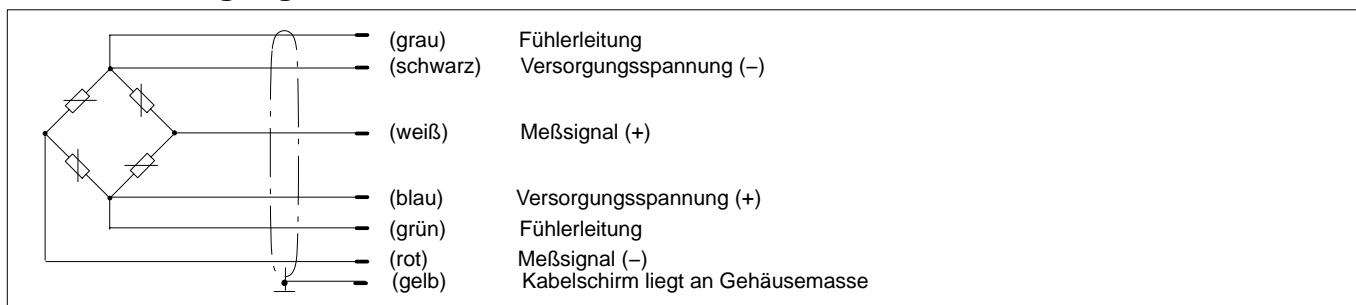 (grau) Fühlerleitung
(schwarz) Versorgungsspannung (−)
(weiß) Meßsignal (+)
(blau) Versorgungsspannung (+)
(grün) Fühlerleitung
(rot) Meßsignal (−)
(gelb) Kabelschirm liegt an Gehäusemasse